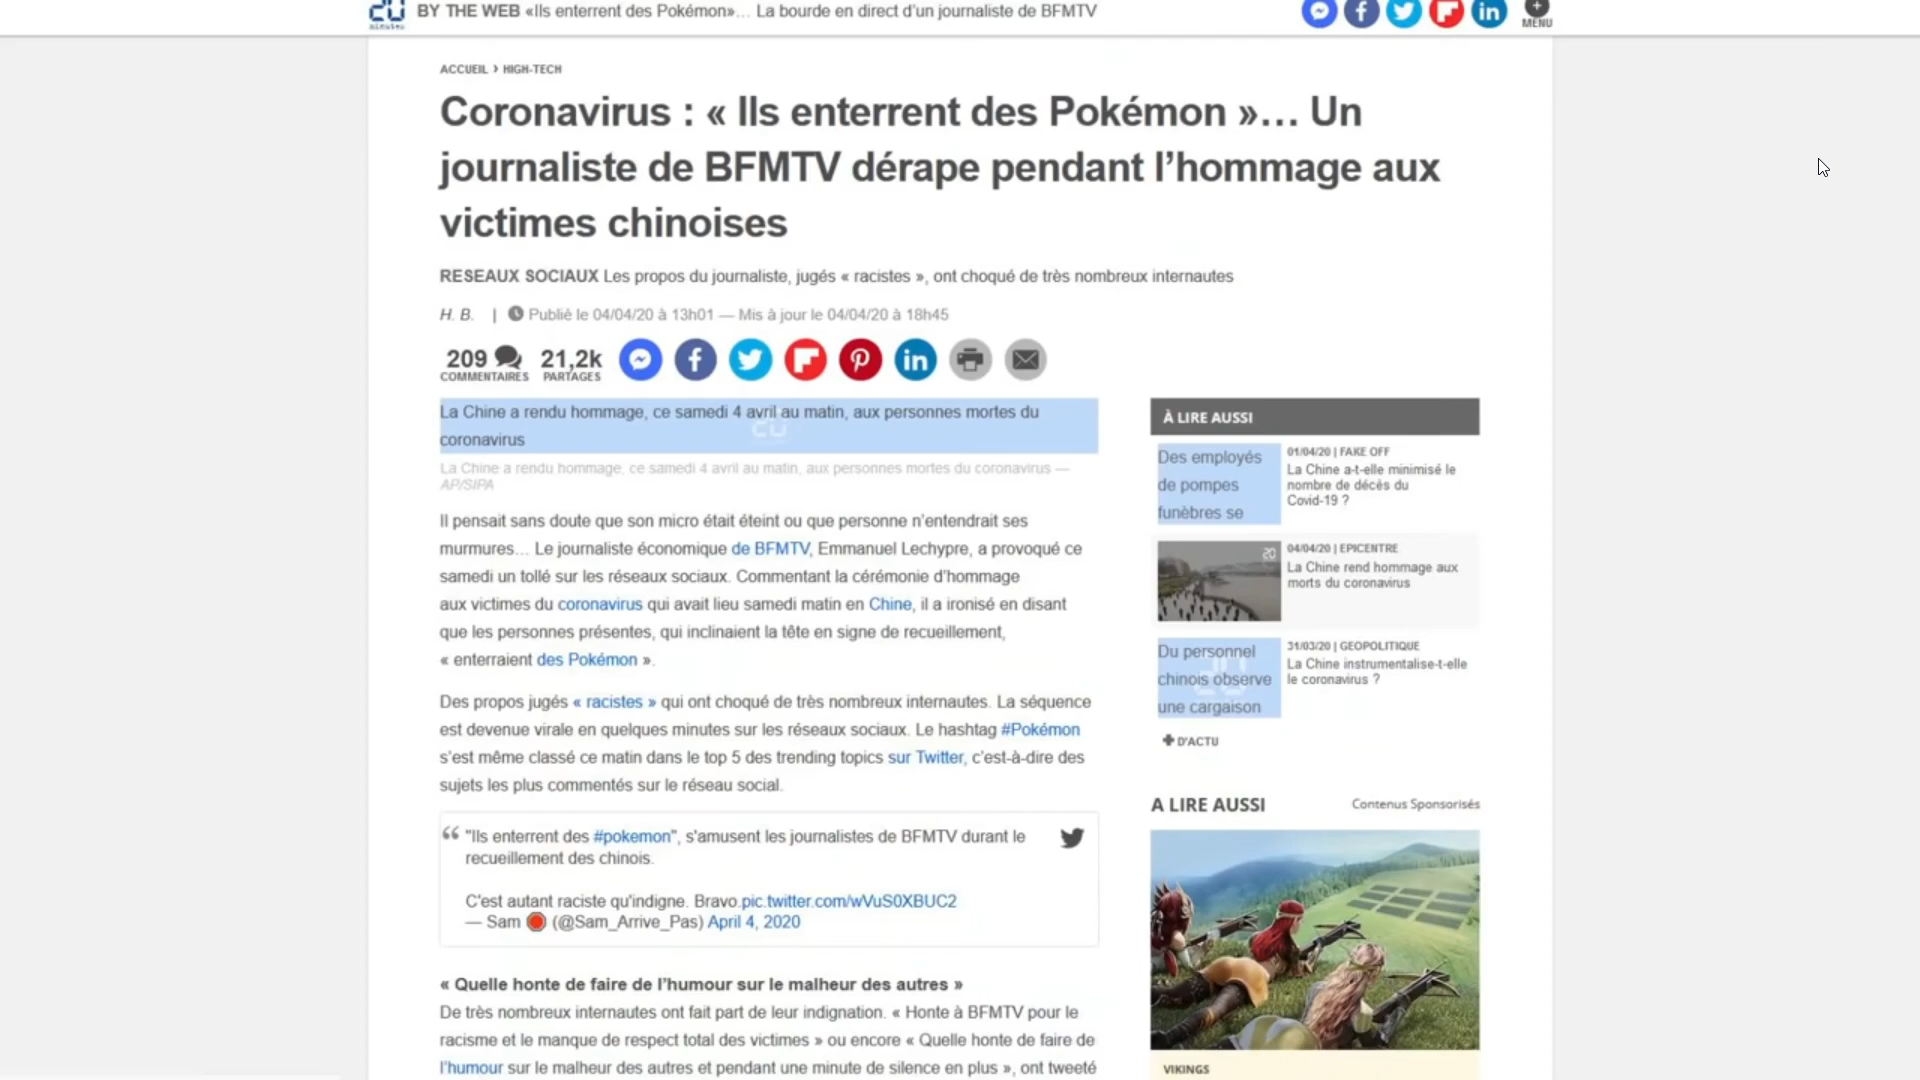 20 minutes
BY THE WEB «Ils enterrent des Pokémon»… La bourde en direct d'un journaliste de BFMTV
MENU
ACCUEIL › HIGH-TECH
Coronavirus : « Ils enterrent des Pokémon »… Un
journaliste de BFMTV dérape pendant l’hommage aux
victimes chinoises
RESEAUX SOCIAUX Les propos du journaliste, jugés « racistes », ont choqué de très nombreux internautes
H. B. | Publié le 04/04/20 à 13h01 — Mis à jour le 04/04/20 à 18h45
209
COMMENTAIRES
21,2k
PARTAGES
La Chine a rendu hommage, ce samedi 4 avril au matin, aux personnes mortes du
coronavirus
20
La Chine a rendu hommage, ce samedi 4 avril au matin, aux personnes mortes du coronavirus —
AP/SIPA
Il pensait sans doute que son micro était éteint ou que personne n’entendrait ses
murmures… Le journaliste économique de BFMTV, Emmanuel Lechypre, a provoqué ce
samedi un tollé sur les réseaux sociaux. Commentant la cérémonie d’hommage
aux victimes du coronavirus qui avait lieu samedi matin en Chine, il a ironisé en disant
que les personnes présentes, qui inclinaient la tête en signe de recueillement,
« enterraient des Pokémon ».
Des propos jugés « racistes » qui ont choqué de très nombreux internautes. La séquence
est devenue virale en quelques minutes sur les réseaux sociaux. Le hashtag #Pokémon
s’est même classé ce matin dans le top 5 des trending topics sur Twitter, c’est-à-dire des
sujets les plus commentés sur le réseau social.
"Ils enterrent des #pokemon", s'amusent les journalistes de BFMTV durant le
recueillement des chinois.
C'est autant raciste qu'indigne. Bravo.pic.twitter.com/wVuS0XBUC2
— Sam (@Sam_Arrive_Pas) April 4, 2020
« Quelle honte de faire de l’humour sur le malheur des autres »
De très nombreux internautes ont fait part de leur indignation. « Honte à BFMTV pour le
racisme et le manque de respect total des victimes » ou encore « Quelle honte de faire de
l’humour sur le malheur des autres et pendant une minute de silence en plus », ont tweeté
À LIRE AUSSI
Des employés
de pompes
funèbres se
01/04/20 | FAKE OFF
La Chine a-t-elle minimisé le
nombre de décès du
Covid-19 ?
20
04/04/20 | EPICENTRE
La Chine rend hommage aux
morts du coronavirus
Du personnel
chinois observe
une cargaison
20
31/03/20 | GEOPOLITIQUE
La Chine instrumentalise-t-elle
le coronavirus ?
+ D'ACTU
A LIRE AUSSI
Contenus Sponsorisés
VIKINGS